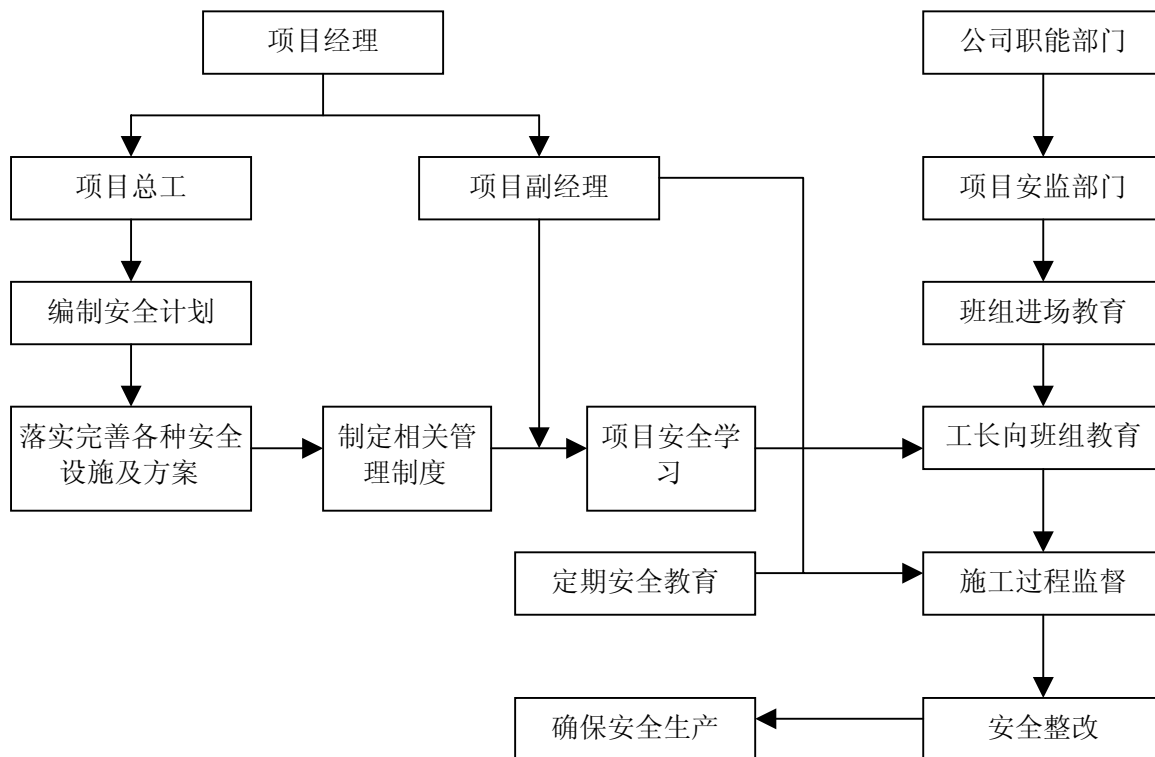 项目经理
公司职能部门
项目总工
项目副经理
项目安监部门
编制安全计划
班组进场教育
落实完善各种安全
设施及方案
制定相关管
理制度
项目安全学
习
工长向班组教育
定期安全教育
施工过程监督
确保安全生产
安全整改